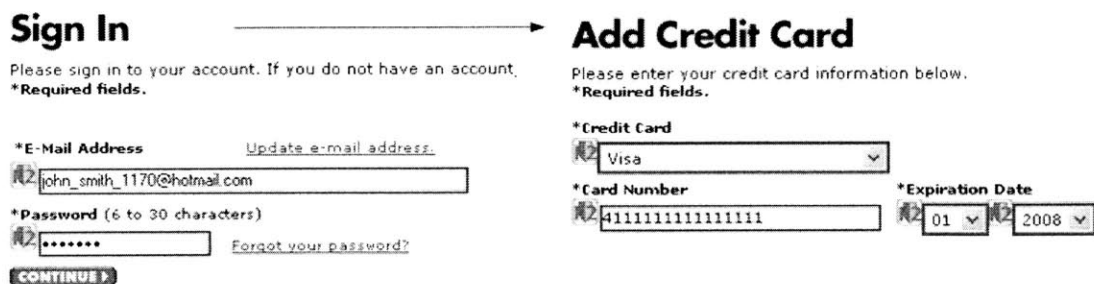 Sign In
Please sign in to your account. If you do not have an account
*Required fields.
*E-Mail Address Update e-mail address.
john_smith_1170@hotmail.com
*Password (6 to 30 characters)
••••••• Forgot your password?
CONTINUE
Add Credit Card
Please enter your credit card information below.
*Required fields.
*Credit Card
Visa
*Card Number *Expiration Date
4111111111111111 01 2008